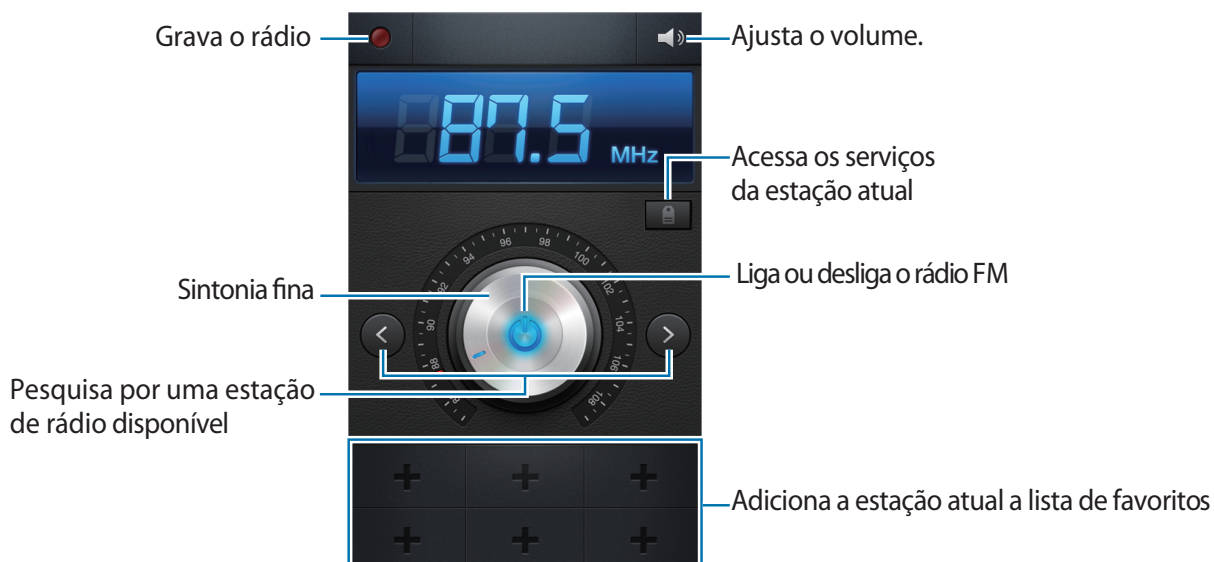 Grava o rádio
Ajusta o volume.
87.5 MHz
Acessa os serviços
da estação atual
Liga ou desliga o rádio FM
Sintonia fina
88
90
92
94
96
98
100
102
104
106
108
Pesquisa por uma estação
de rádio disponível
Adiciona a estação atual a lista de favoritos